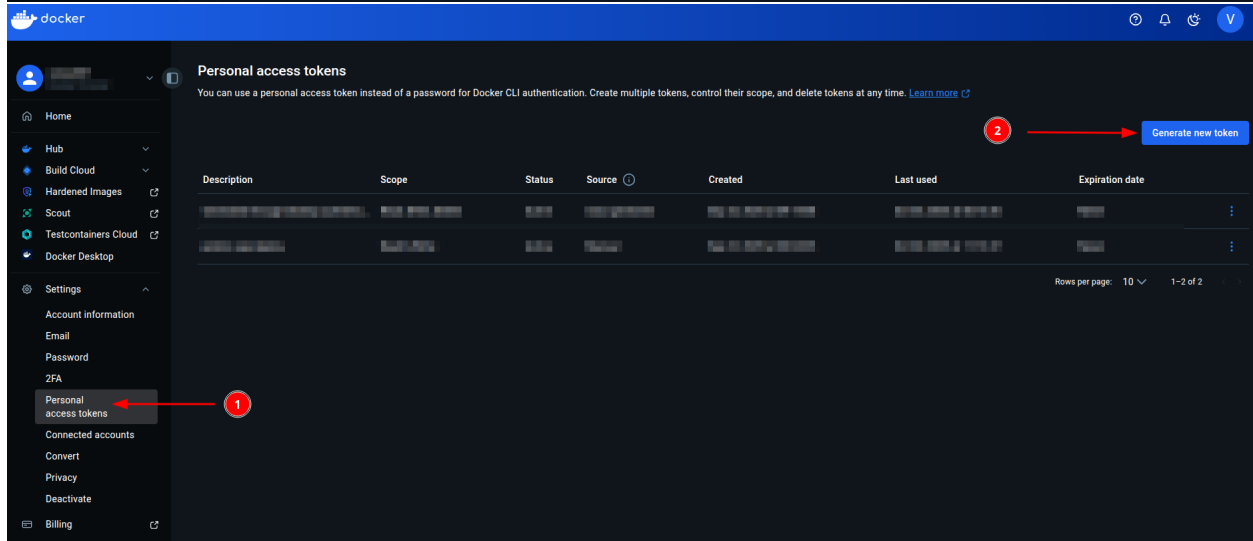 docker
V
Personal access tokens
You can use a personal access token instead of a password for Docker CLI authentication. Create multiple tokens, control their scope, and delete tokens at any time. Learn more
Home
2
Generate new token
Hub
Build Cloud
Hardened Images
Scout
Testcontainers Cloud
Docker Desktop
Description Scope Status Source Created Last used Expiration date
Rows per page: 10 1–2 of 2
Settings
Account information
Email
Password
2FA
Personal
access tokens
1
Connected accounts
Convert
Privacy
Deactivate
Billing